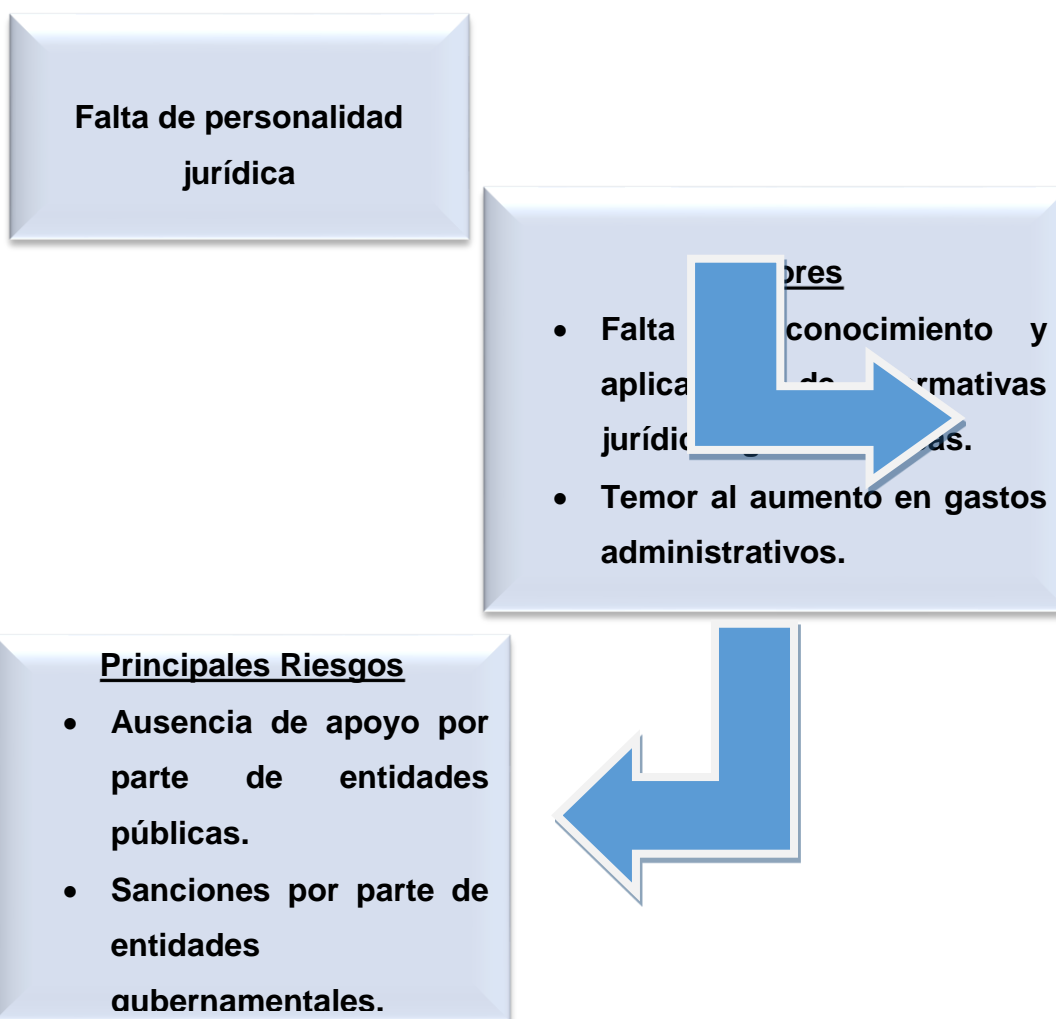 Falta de personalidad
jurídica
• Falta conocimiento y
de
• Temor al aumento en gastos
administrativos.
Principales Riesgos
• Ausencia de apoyo por
parte de entidades
públicas.
• Sanciones por parte de
entidades
gubernamentales.